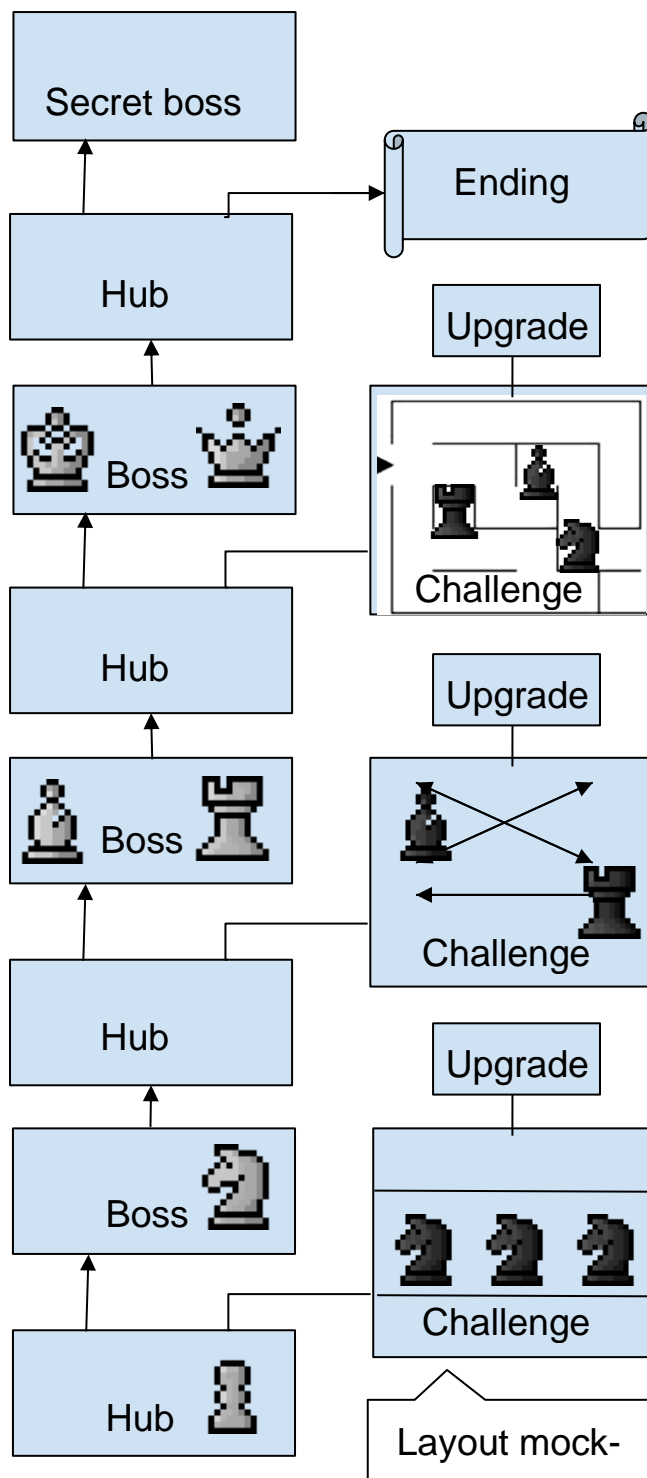 Secret boss
Ending
Hub
Upgrade
Boss
Challenge
Hub
Upgrade
Boss
Challenge
Hub
Upgrade
Boss
Challenge
Hub
Layout mock-